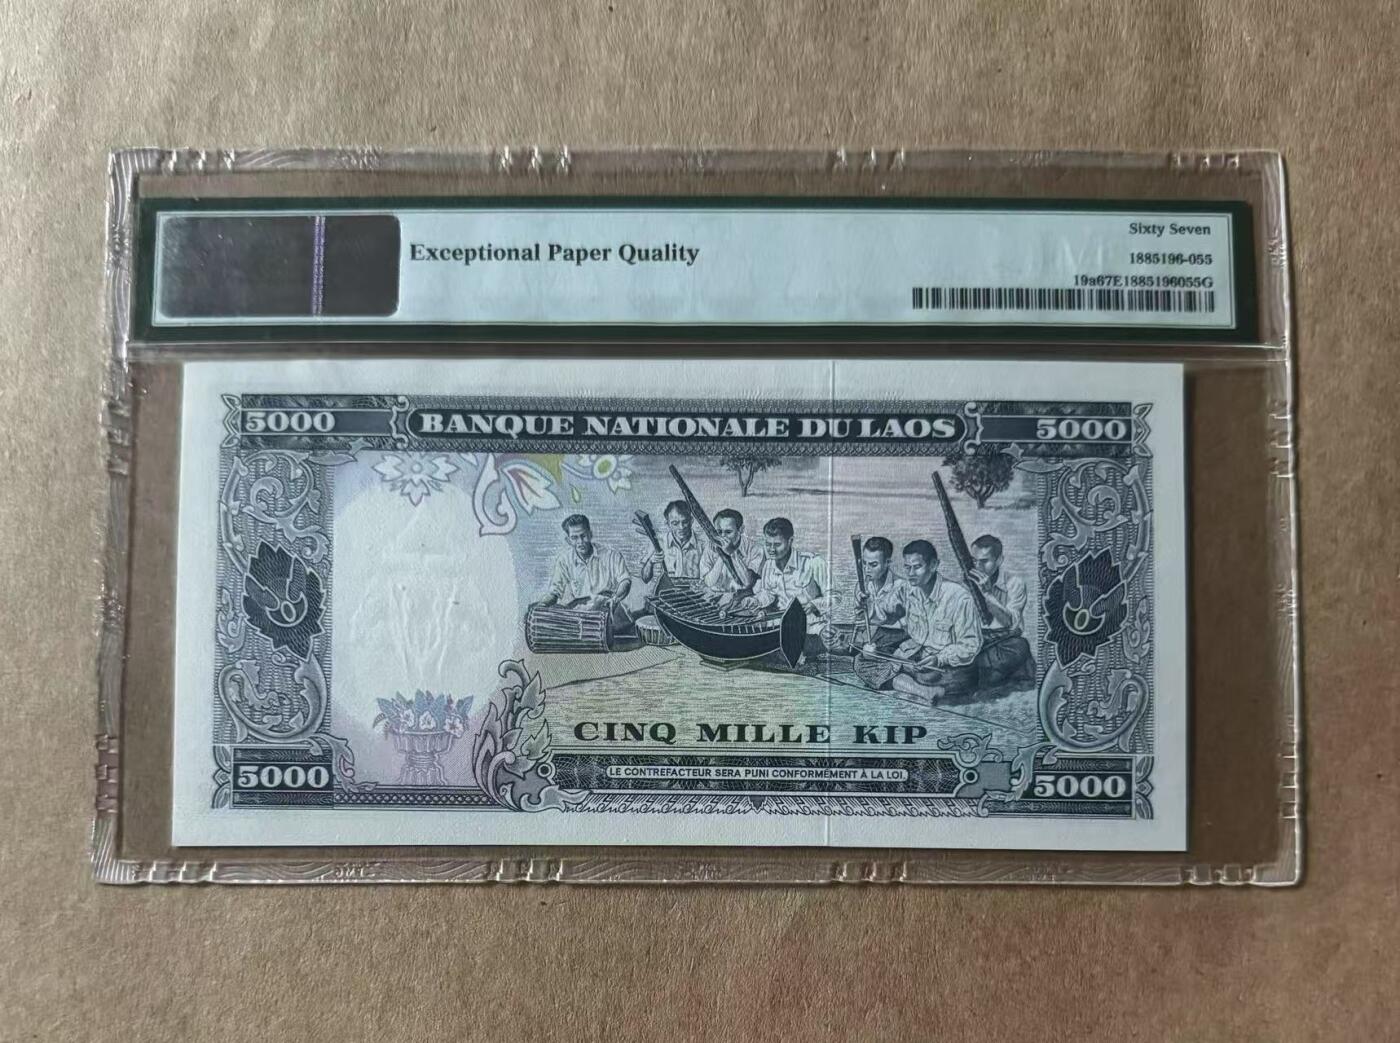 Exceptional Paper Quality
Sixty Seven
1885196-055
19a67E1885196055G
5000
BANQUE NATIONALE DU LAOS
5000
CINQ MILLE KIP
LE CONTREFACTEUR SERA PUNI CONFORMÉMENT À LA LOI.
5000
5000